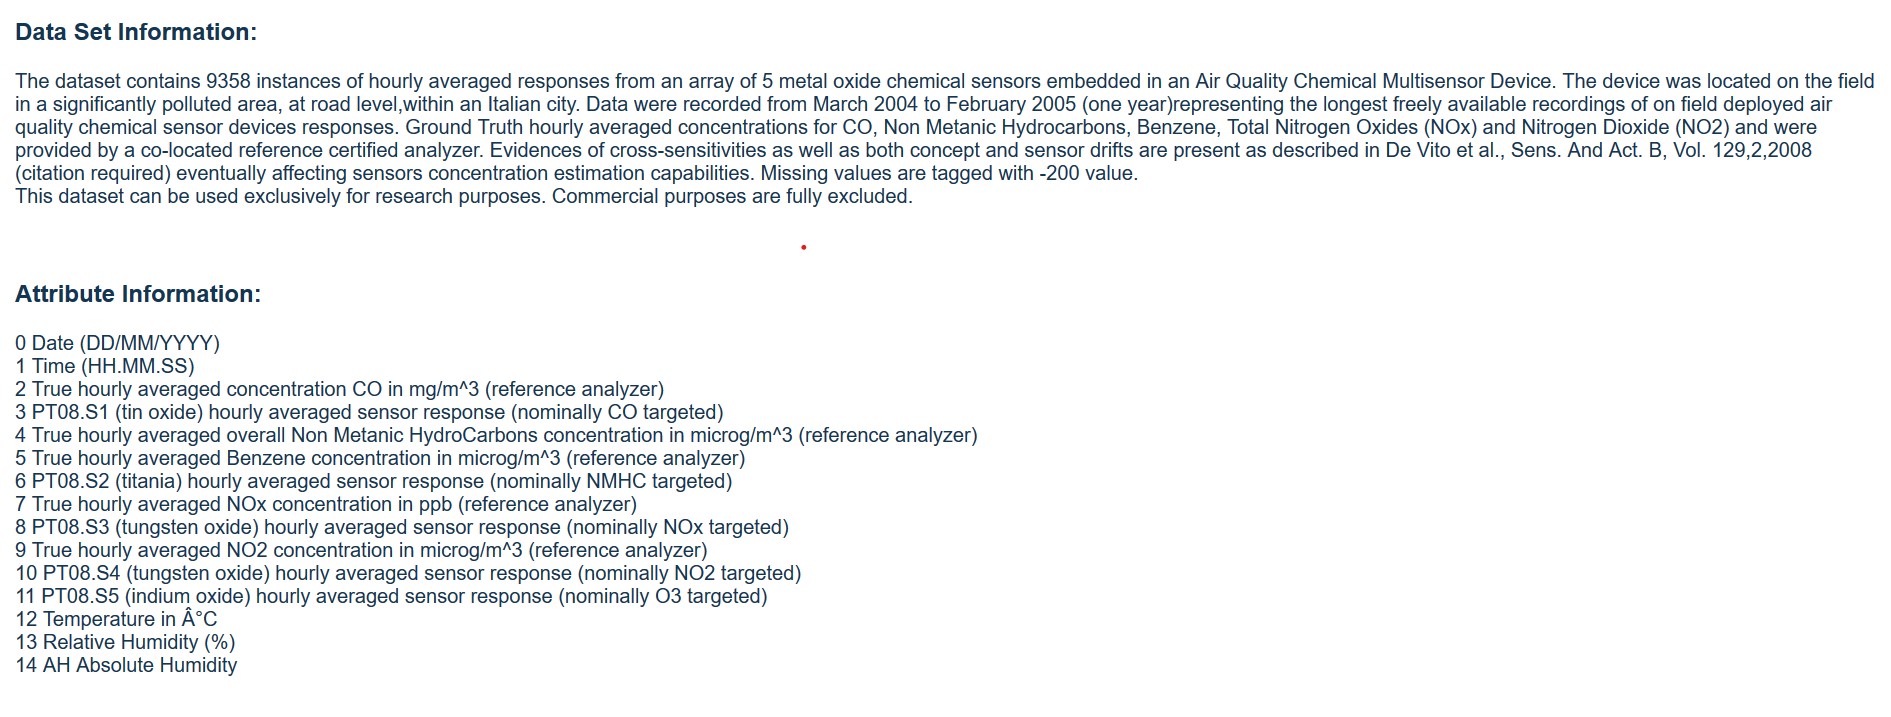 Data Set Information:
The dataset contains 9358 instances of hourly averaged responses from an array of 5 metal oxide chemical sensors embedded in an Air Quality Chemical Multisensor Device. The device was located on the field
in a significantly polluted area, at road level,within an Italian city. Data were recorded from March 2004 to February 2005 (one year)representing the longest freely available recordings of on field deployed air
quality chemical sensor devices responses. Ground Truth hourly averaged concentrations for CO, Non Metanic Hydrocarbons, Benzene, Total Nitrogen Oxides (NOx) and Nitrogen Dioxide (NO2) and were
provided by a co-located reference certified analyzer. Evidences of cross-sensitivities as well as both concept and sensor drifts are present as described in De Vito et al., Sens. And Act. B, Vol. 129,2,2008
(citation required) eventually affecting sensors concentration estimation capabilities. Missing values are tagged with -200 value.
This dataset can be used exclusively for research purposes. Commercial purposes are fully excluded.
Attribute Information:
0 Date (DD/MM/YYYY)
1 Time (HH.MM.SS)
2 True hourly averaged concentration CO in mg/m^3 (reference analyzer)
3 PT08.S1 (tin oxide) hourly averaged sensor response (nominally CO targeted)
4 True hourly averaged overall Non Metanic HydroCarbons concentration in microg/m^3 (reference analyzer)
5 True hourly averaged Benzene concentration in microg/m^3 (reference analyzer)
6 PT08.S2 (titania) hourly averaged sensor response (nominally NMHC targeted)
7 True hourly averaged NOx concentration in ppb (reference analyzer)
8 PT08.S3 (tungsten oxide) hourly averaged sensor response (nominally NOx targeted)
9 True hourly averaged NO2 concentration in microg/m^3 (reference analyzer)
10 PT08.S4 (tungsten oxide) hourly averaged sensor response (nominally NO2 targeted)
11 PT08.S5 (indium oxide) hourly averaged sensor response (nominally O3 targeted)
12 Temperature in Â°C
13 Relative Humidity (%)
14 AH Absolute Humidity